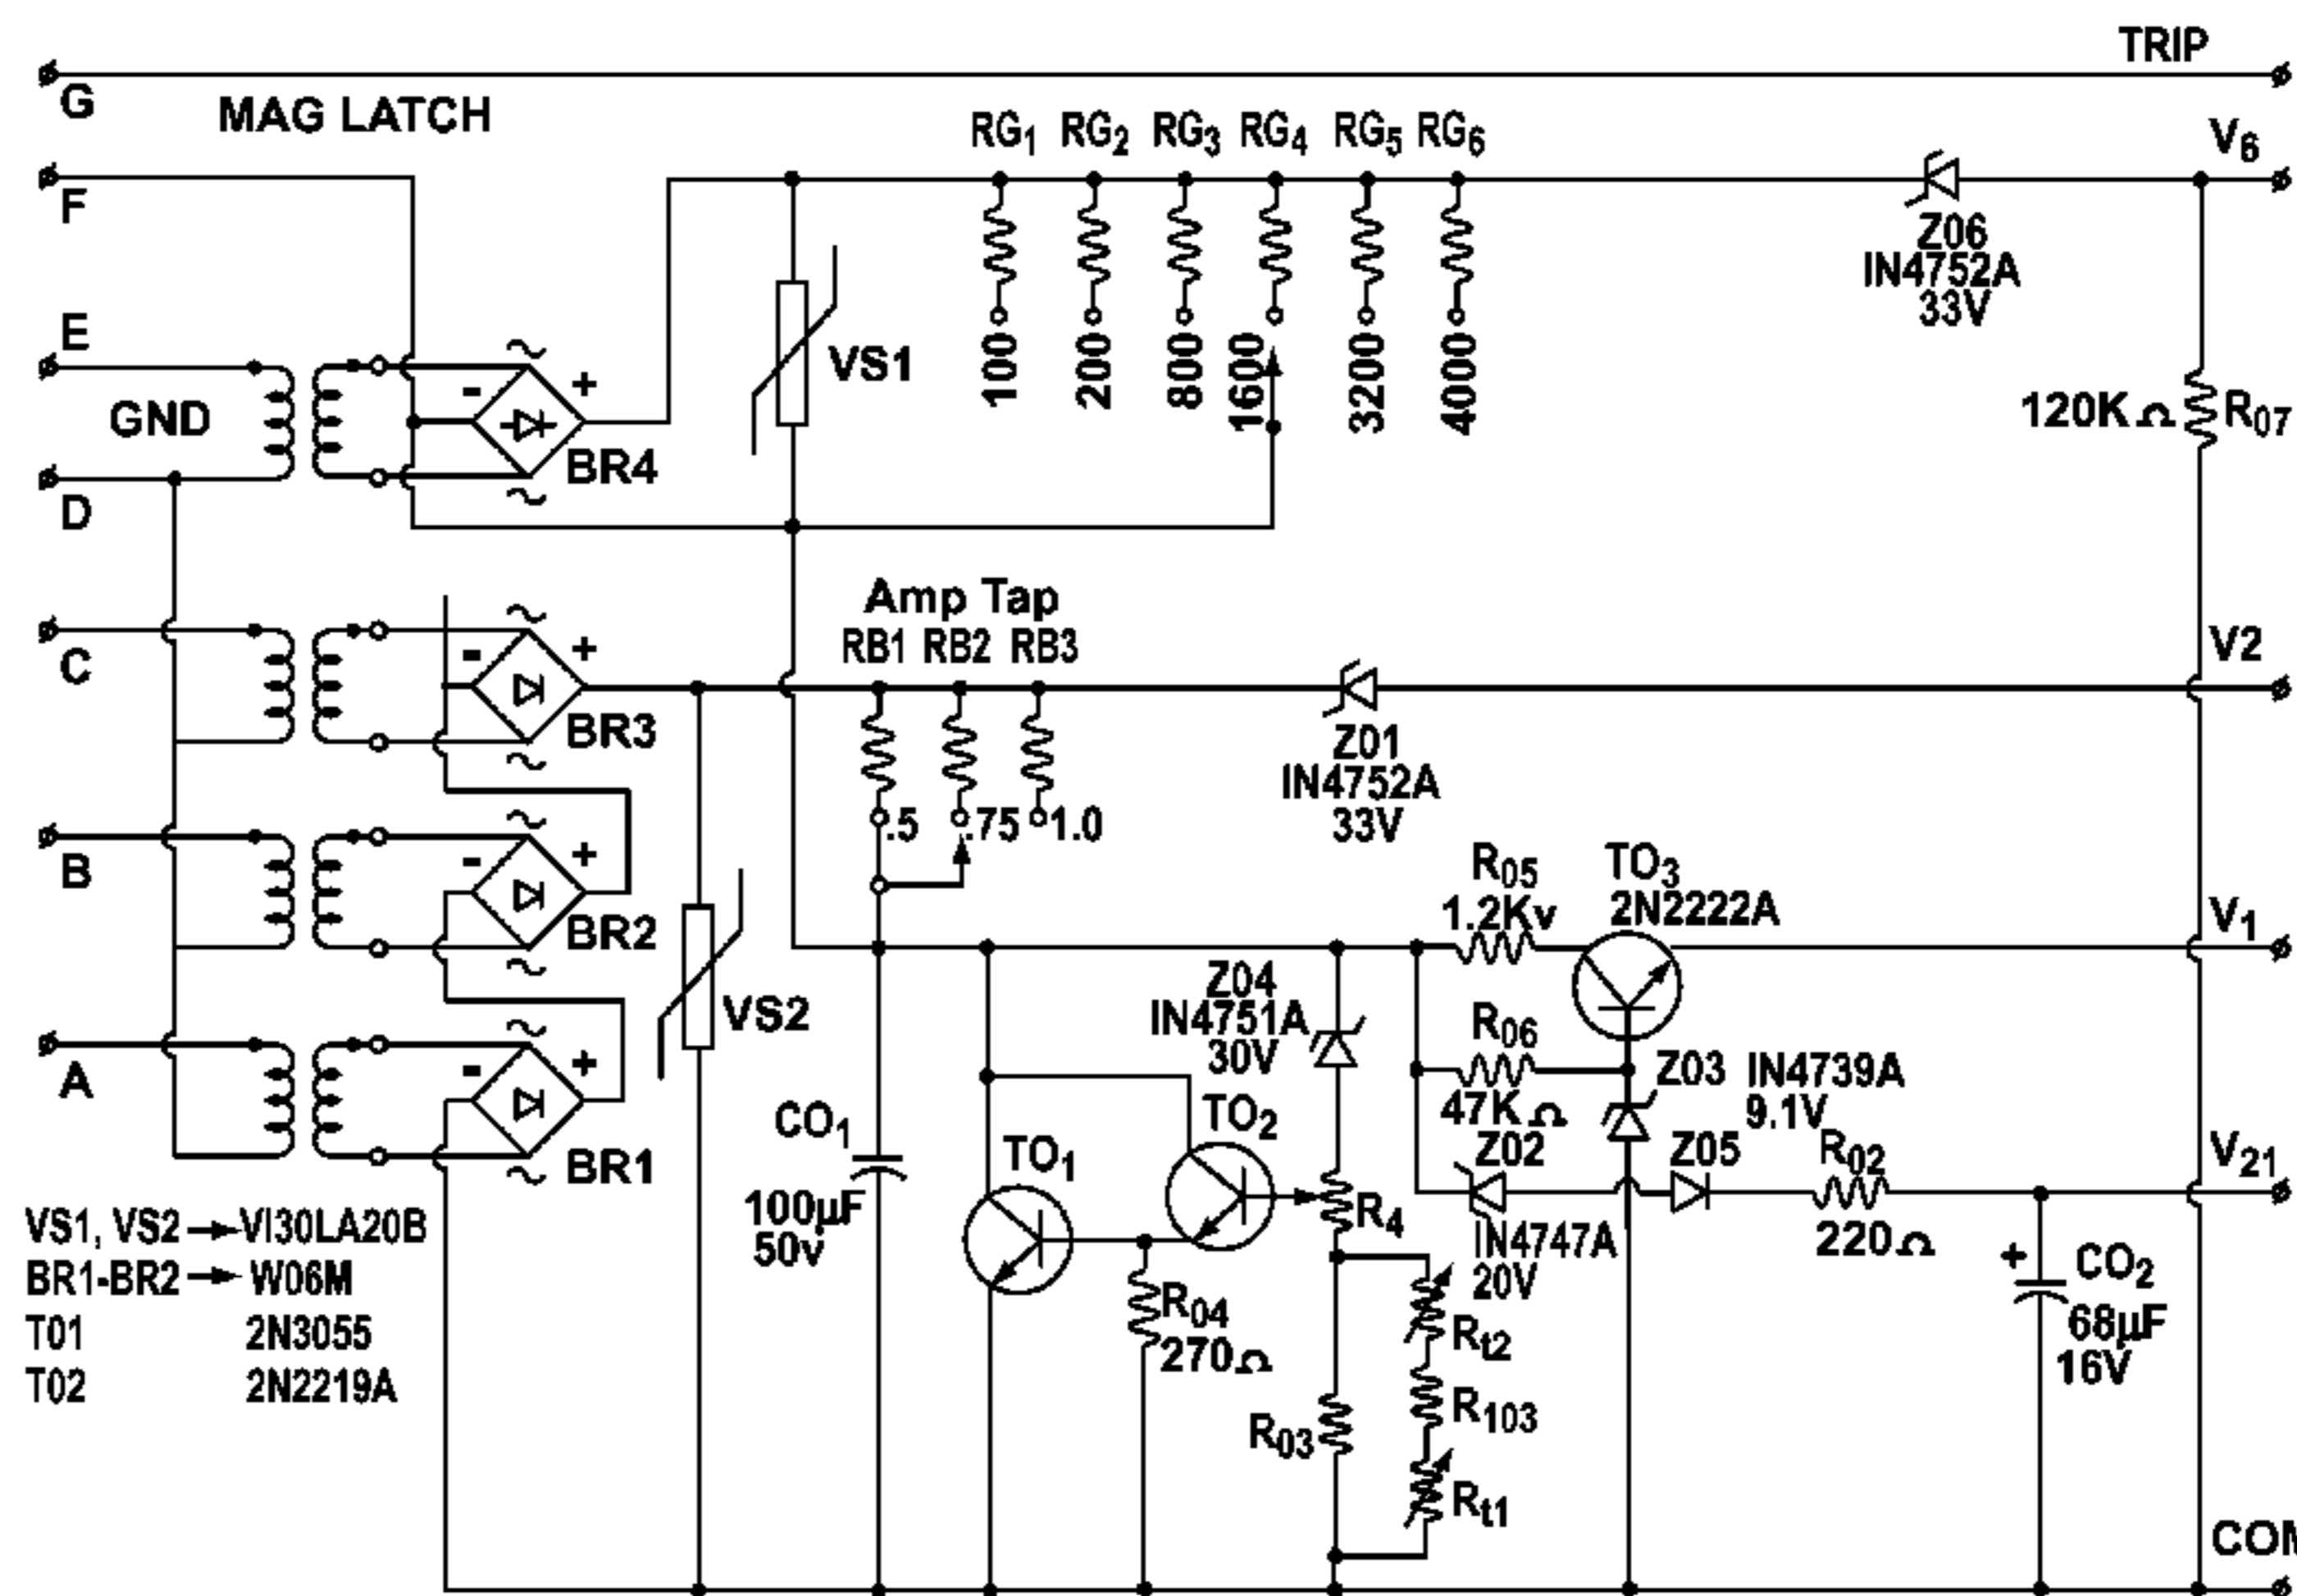 TRIP
G
MAG LATCH
RG1 RG2 RG3 RG4 RG5 RG6
V6
F
Z06
IN4752A
33V
E
100 200 800 1600 3200 4000
VS1
+
-
GND
BR4
120KΩ R07
D
Amp Tap
RB1 RB2 RB3
V2
C
-
+
BR3
Z01
IN4752A
33V
.5 .75 1.0
B
-
+
BR2
R05
1.2Kv
TO3
2N2222A
V1
VS2
Z04
IN4751A
30V
R06
47KΩ
Z03 IN4739A
9.1V
A
-
+
BR1
CO1
100µF
50v
TO1
TO2
R4
Z02
IN4747A
20V
Z05
R02
220Ω
V21
VS1, VS2 → VI30LA20B
BR1-BR2 → W06M
T01 2N3055
T02 2N2219A
R04
270Ω
Rt2
R103
R03
Rt1
+
CO2
68µF
16V
COM